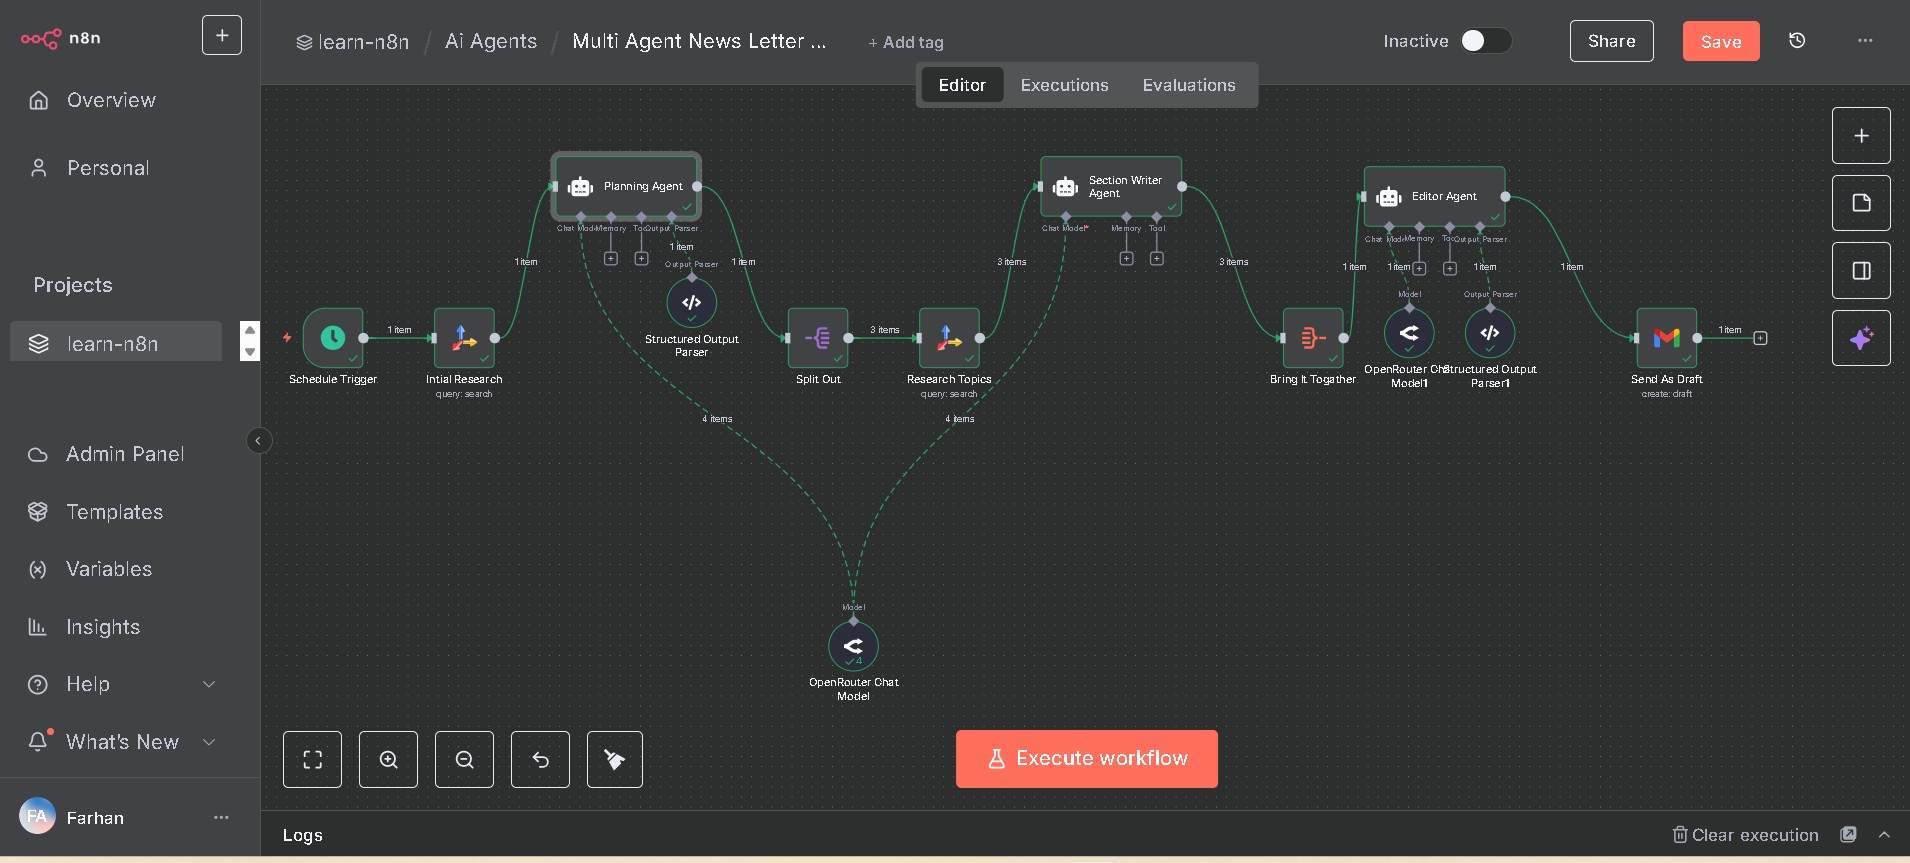 n8n
+
learn-n8n / Ai Agents / Multi Agent News Letter ... + Add tag
Inactive
Share
Save
...
Editor Executions Evaluations
Overview
Personal
Projects
learn-n8n
Admin Panel
Templates
Variables
Insights
Help
What's New
FA Farhan ...
Schedule Trigger
1 item
Intial Research
query: search
1 item
Planning Agent
Memory
Output Parser
1 item
Output Parser
Structured Output
Parser
1 item
Split Out
3 items
Research Topics
query: search
3 items
Section Writer
Agent
Chat Model*
Memory
Tool
3 items
Bring It Togather
1 item
Editor Agent
Memory
Output Parser
1 item
1 item
Model
Output Parser
OpenRouter Chat
Model1
Structured Output
Parser1
1 item
Send As Draft
create: draft
1 item
4 items
4 items
Model
4
OpenRouter Chat
Model
Execute workflow
Logs
Clear execution